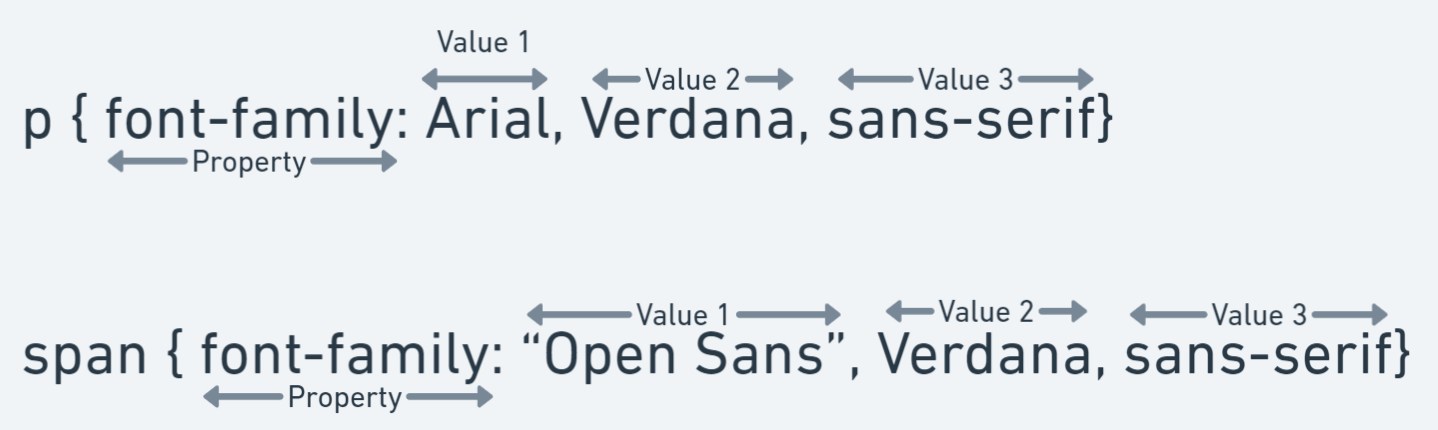 Value 1
Value 2 Value 3
p { font-family: Arial, Verdana, sans-serif}
Property
Value 1 Value 2 Value 3
span { font-family: “Open Sans”, Verdana, sans-serif}
Property